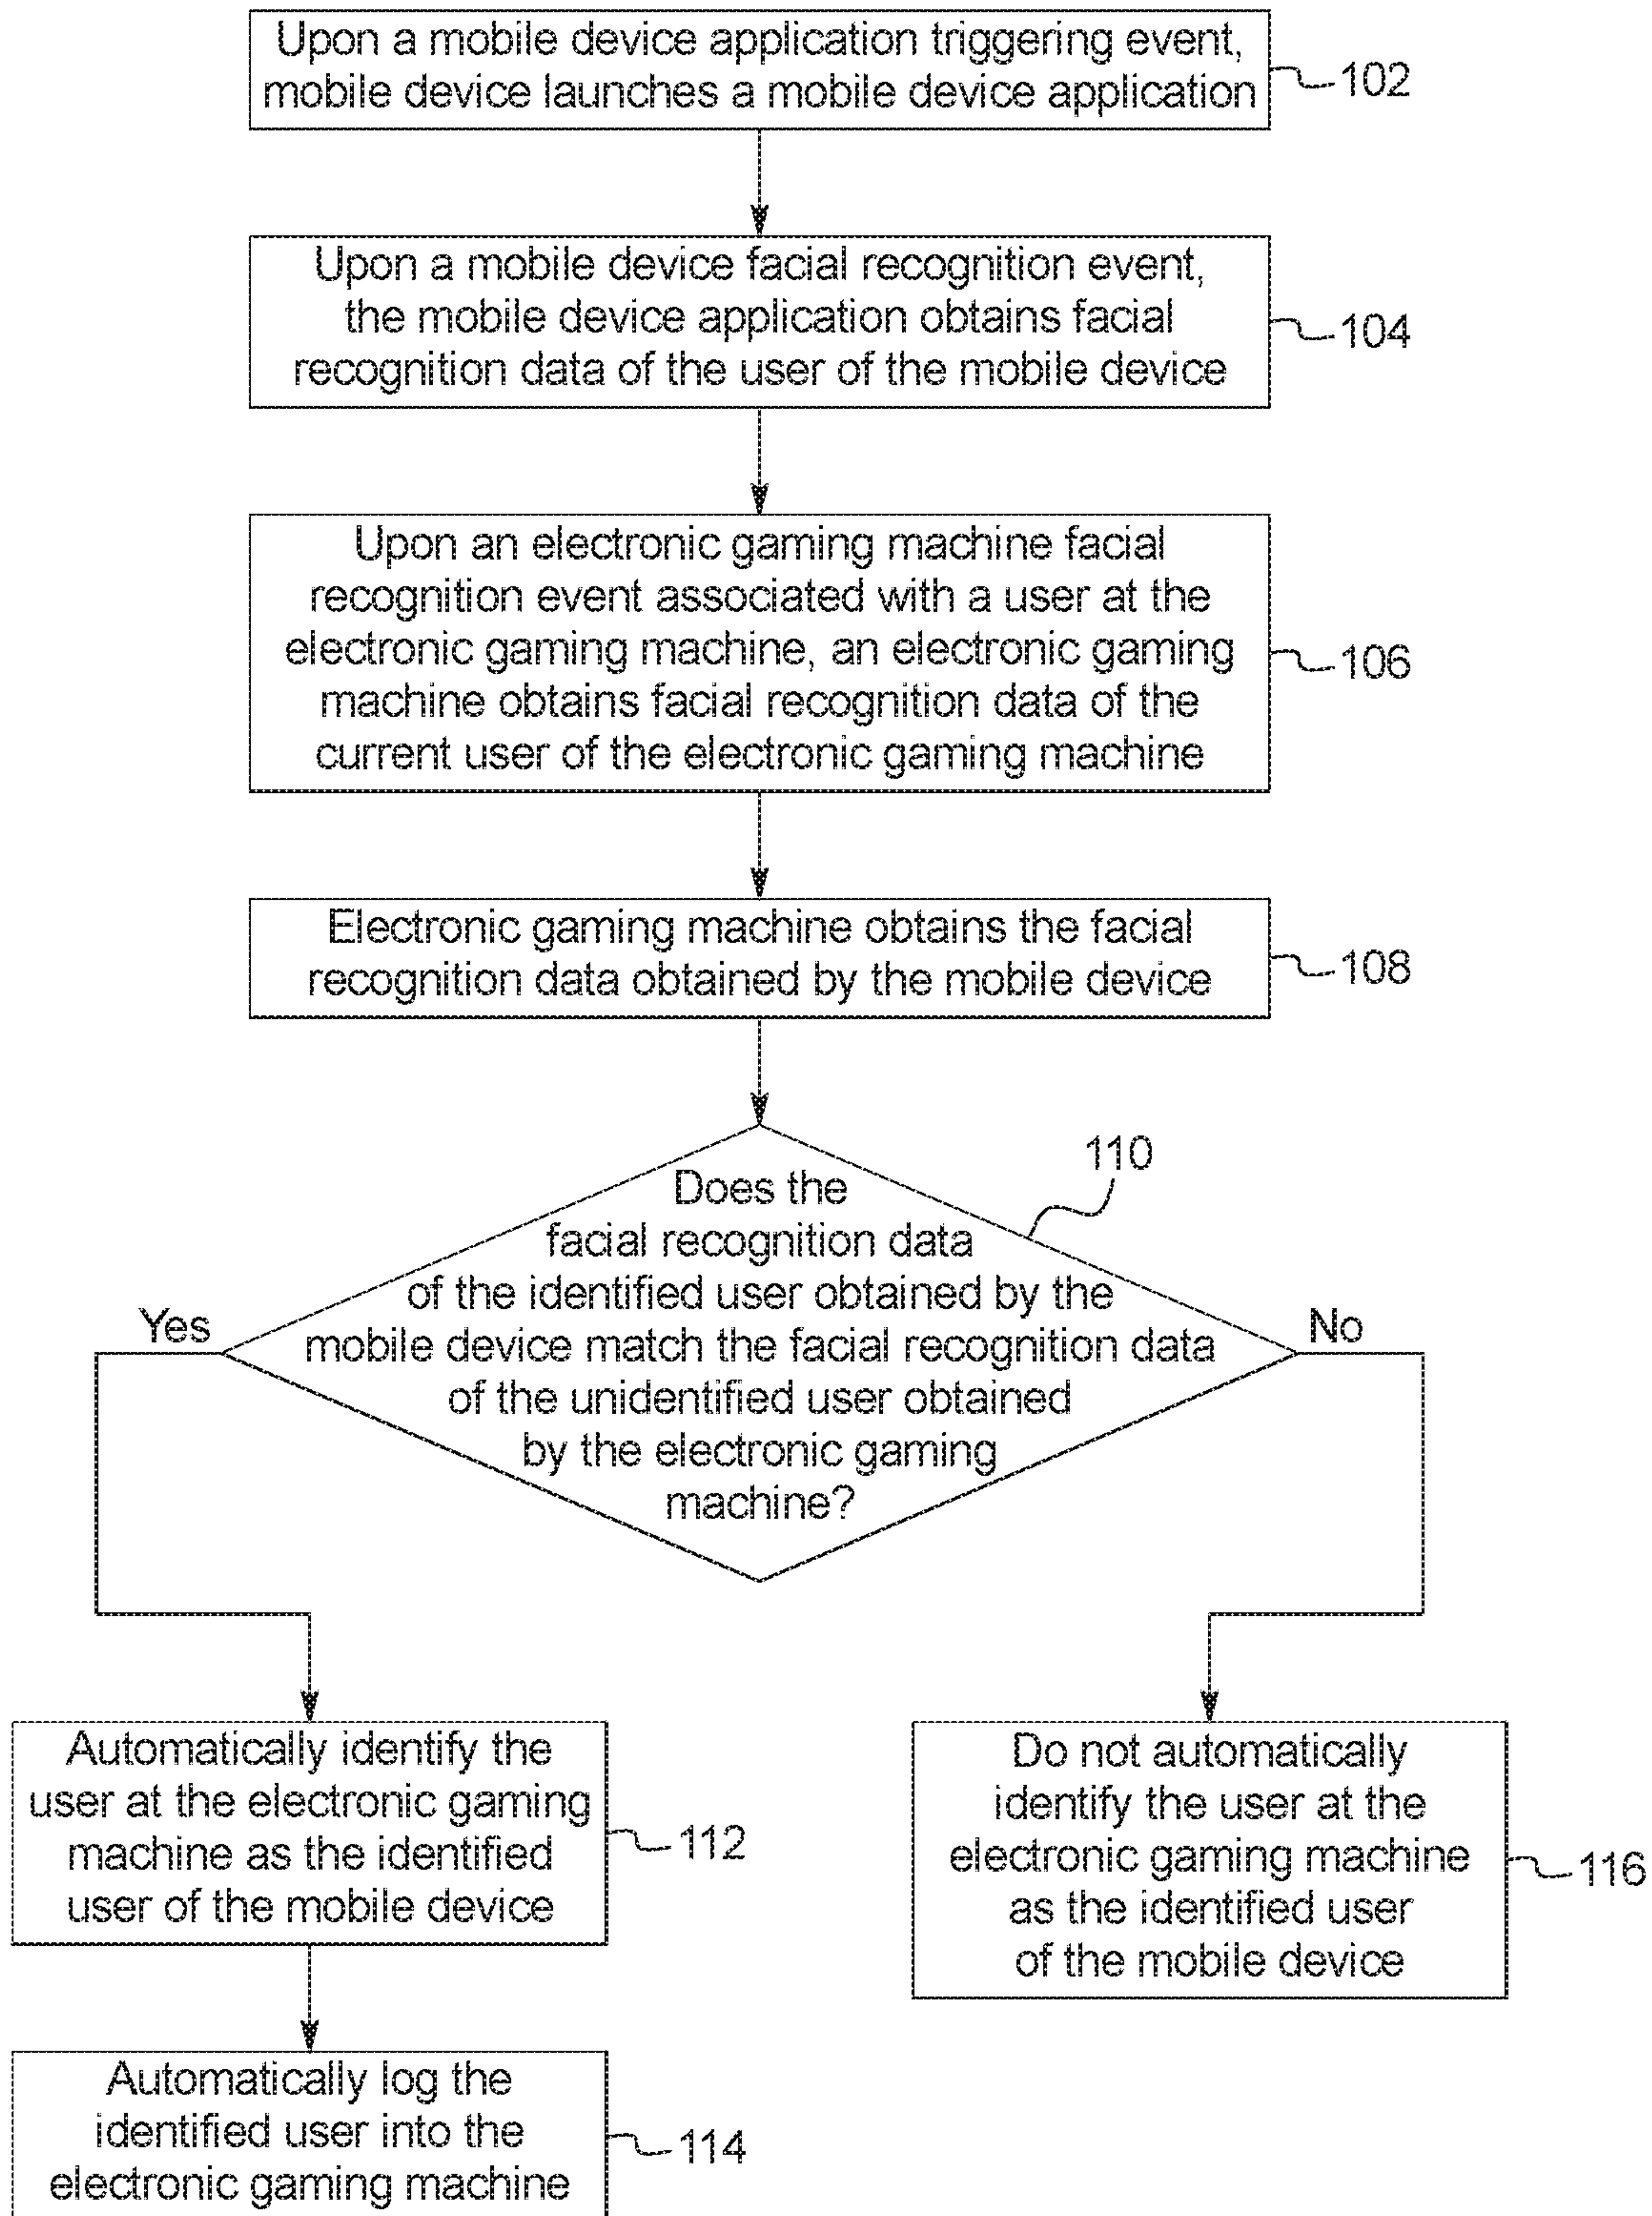 Upon a mobile device application triggering event,
mobile device launches a mobile device application
102
Upon a mobile device facial recognition event,
the mobile device application obtains facial
recognition data of the user of the mobile device
104
Upon an electronic gaming machine facial
recognition event associated with a user at the
electronic gaming machine, an electronic gaming
machine obtains facial recognition data of the
current user of the electronic gaming machine
106
Electronic gaming machine obtains the facial
recognition data obtained by the mobile device
108
110
Does the
facial recognition data
of the identified user obtained by the
mobile device match the facial recognition data
of the unidentified user obtained
by the electronic gaming
machine?
Yes
No
Automatically identify the
user at the electronic gaming
machine as the identified
user of the mobile device
112
Do not automatically
identify the user at the
electronic gaming machine
as the identified user
of the mobile device
116
Automatically log the
identified user into the
electronic gaming machine
114